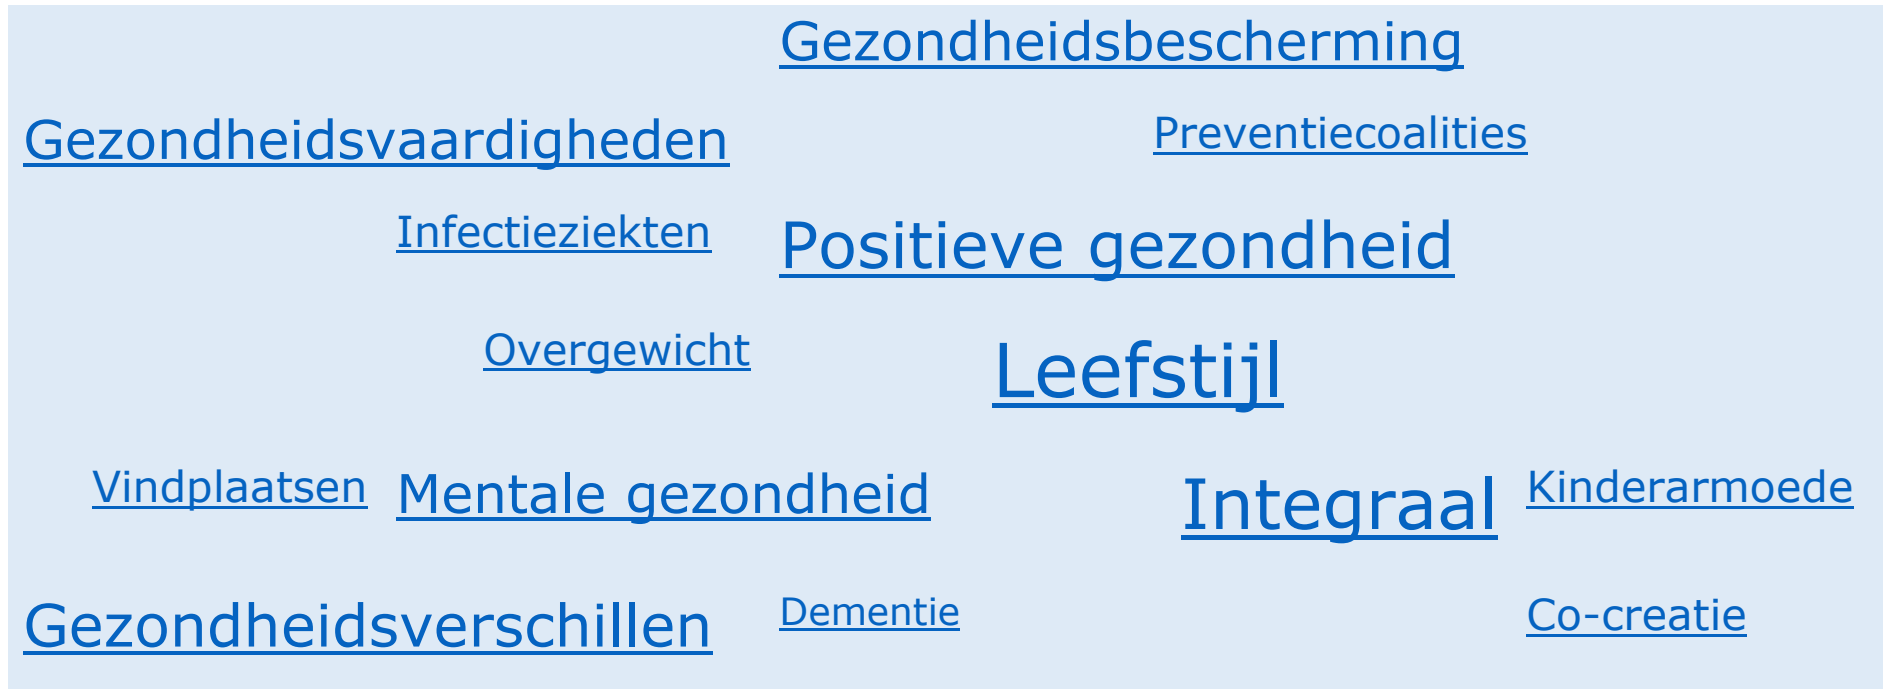 Gezondheidsbescherming
Gezondheidsvaardigheden
Preventiecoalities
Infectieziekten
Positieve gezondheid
Overgewicht
Leefstijl
Vindplaatsen
Mentale gezondheid
Integraal
Kinderarmoede
Gezondheidsverschillen
Dementie
Co-creatie